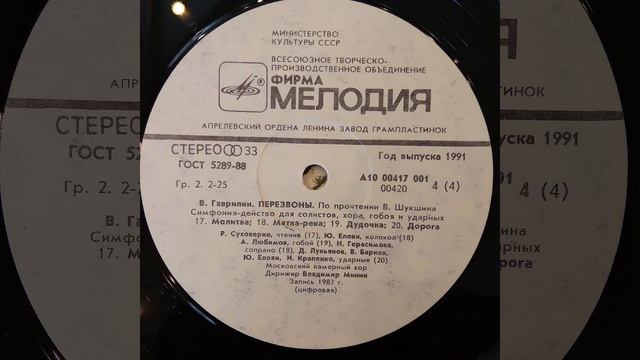 МИНИСТЕРСТВО
КУЛЬТУРЫ СССР
ВСЕСОЮЗНОЕ ТВОРЧЕСКО-
ПРОИЗВОДСТВЕННОЕ ОБЪЕДИНЕНИЕ
ФИРМА
МЕЛОДИЯ
АПРЕЛЕВСКИЙ ОРДЕНА ЛЕНИНА ЗАВОД ГРАМПЛАСТИНОК
СТЕРЕО 33
ГОСТ 5289-88
Гр. 2. 2-25
Год выпуска 1991
А10 00417 001
00420
4 (4)
В. Гаврилин. ПЕРЕЗВОНЫ. По прочтении В. Шукшина
Симфония-действо для солистов, хора, гобоя и ударных
17. Молитва; 18. Матка-река; 19. Дудочка; 20. Дорога
Р. Суховерко, чтение (17), Ю. Елоян, колокол (18)
А. Любимов, гобой (19), Н. Герасимова,
сопрано (18), Д. Лукьянов, В. Барков,
Ю. Елоян, И. Крапенко, ударные (20)
Московский камерный хор
Дирижер Владимир Минин
Запись 1987 г.
(цифровая)